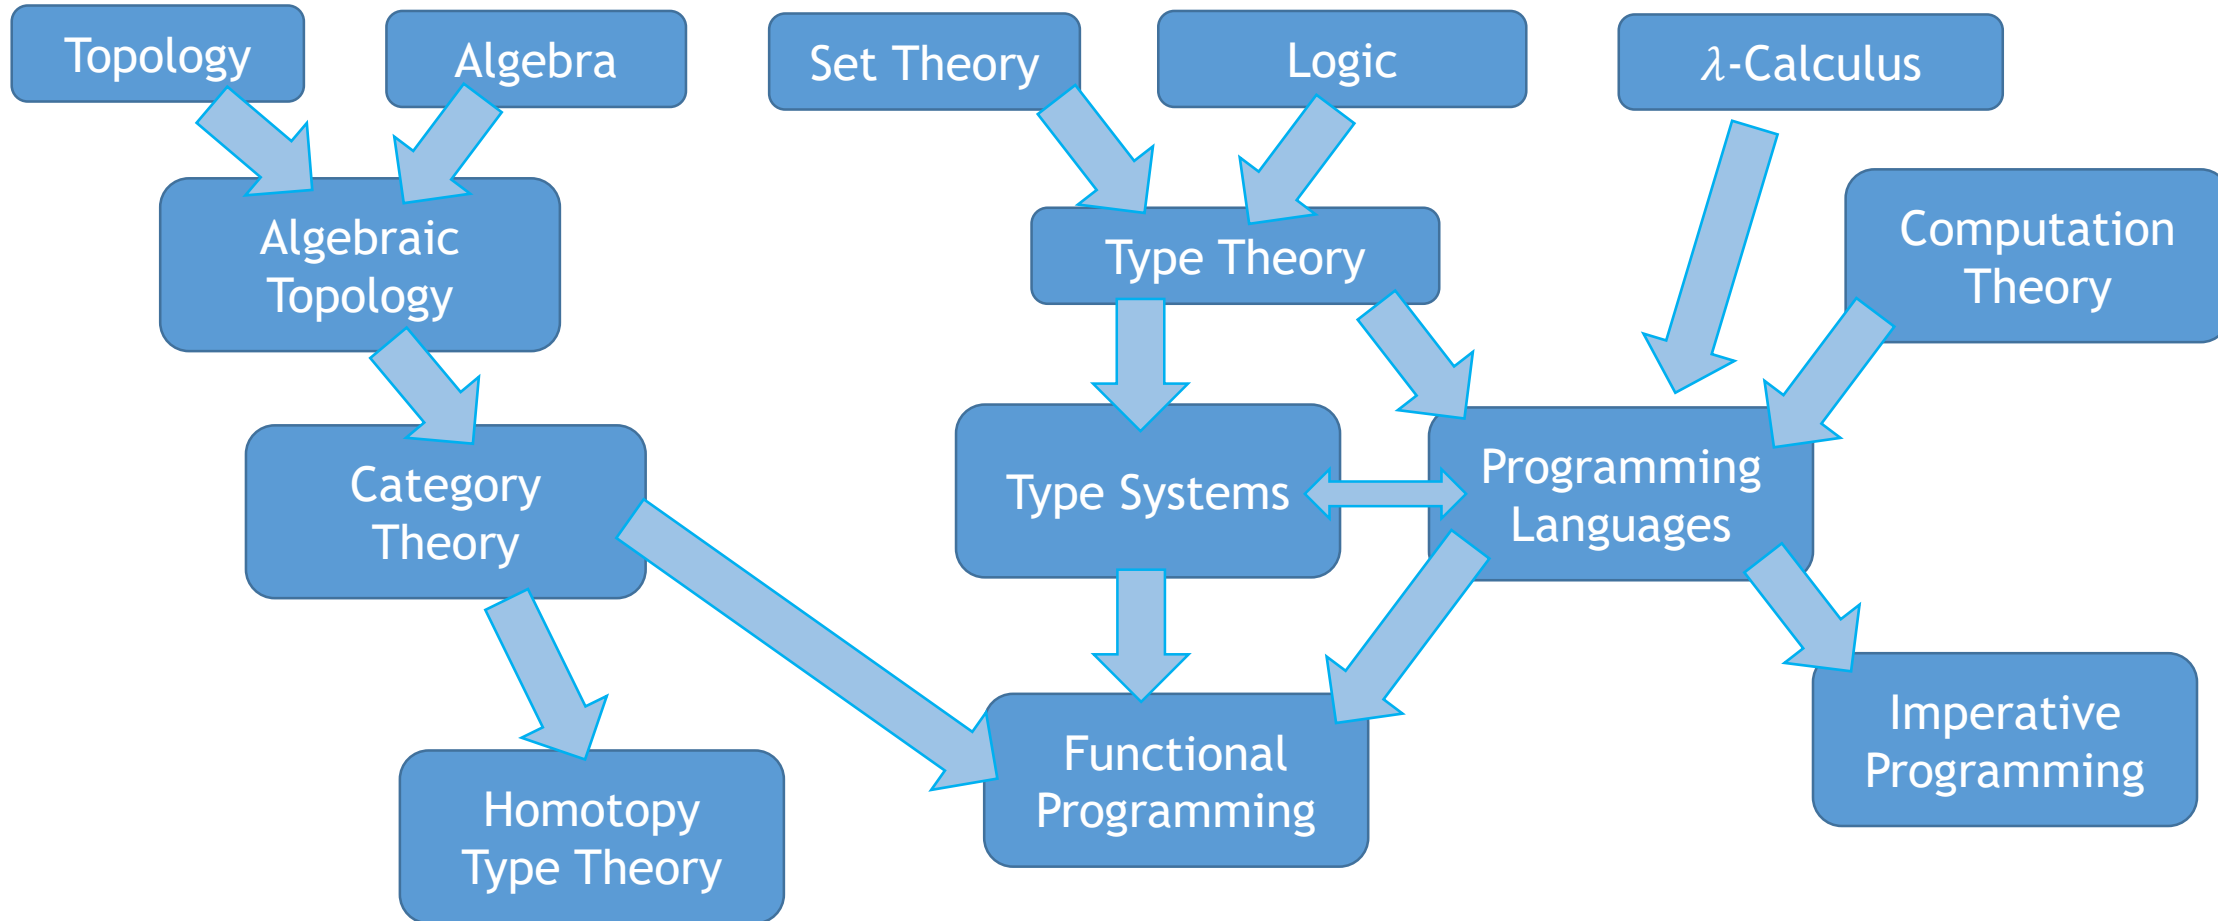 Topology
Algebra
Set Theory
Logic
λ-Calculus
Algebraic
Topology
Type Theory
Computation
Theory
Category
Theory
Type Systems
Programming
Languages
Homotopy
Type Theory
Functional
Programming
Imperative
Programming